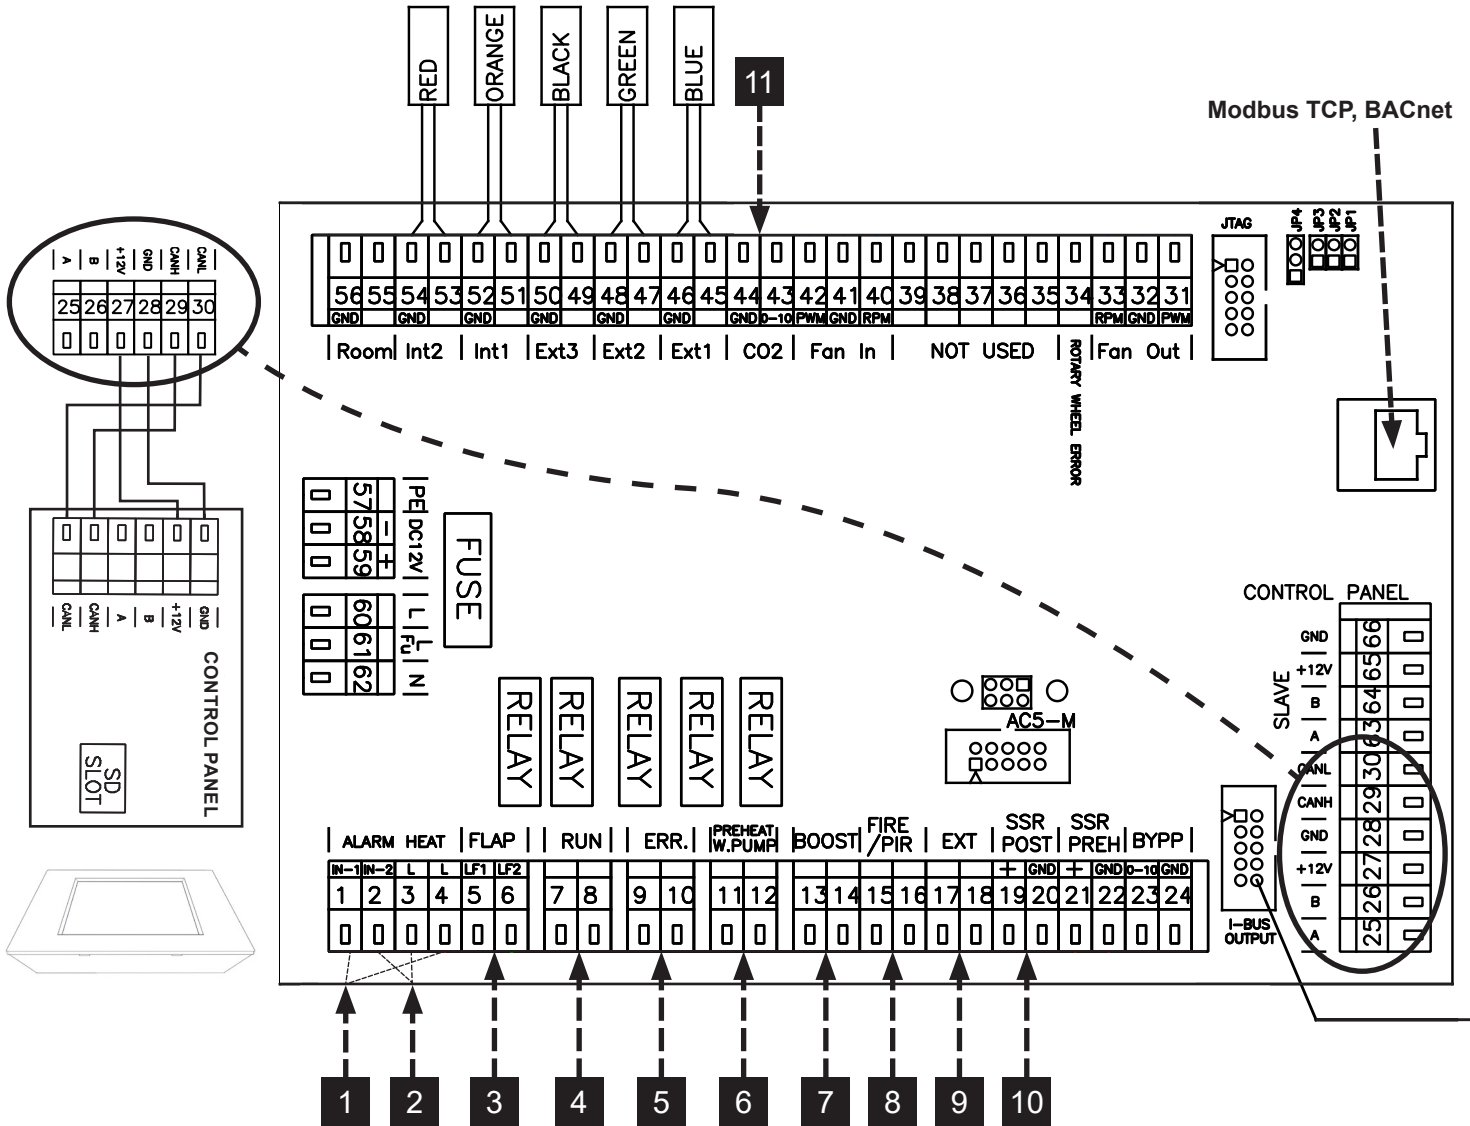 RED
ORANGE
BLACK
GREEN
BLUE
11
Modbus TCP, BACnet
A B +12V GND CANH CANL
25 26 27 28 29 30
JTAG
JP4 JP3 JP2 JP1
56 55 54 53 52 51 50 49 48 47 46 45 44 43 42 41 40 39 38 37 36 35 34 33 32 31
GND GND GND GND GND GND GND 0-10 PWM GND RPM RPM GND PWM
Room Int2 Int1 Ext3 Ext2 Ext1 CO2 Fan In NOT USED ROTARY WHEEL ERROR Fan Out
57 PE
58 - DC12V
59 +
60 L
61 L Fu
62 N
FUSE
CANL CANH A B +12V GND
CONTROL PANEL
SD SLOT
RELAY
RELAY
RELAY
RELAY
RELAY
AC5-M
CONTROL PANEL
SLAVE
GND 66
+12V 65
B 64
A 63
CANL 30
CANH 29
GND 28
+12V 27
B 26
A 25
I-BUS
OUTPUT
ALARM HEAT FLAP RUN ERR. PREHEAT W.PUMP BOOST FIRE /PIR EXT SSR POST SSR PREH BYPP
IN-1 IN-2 L L LF1 LF2 + GND + GND 0-10 GND
1 2 3 4 5 6 7 8 9 10 11 12 13 14 15 16 17 18 19 20 21 22 23 24
1 2 3 4 5 6 7 8 9 10